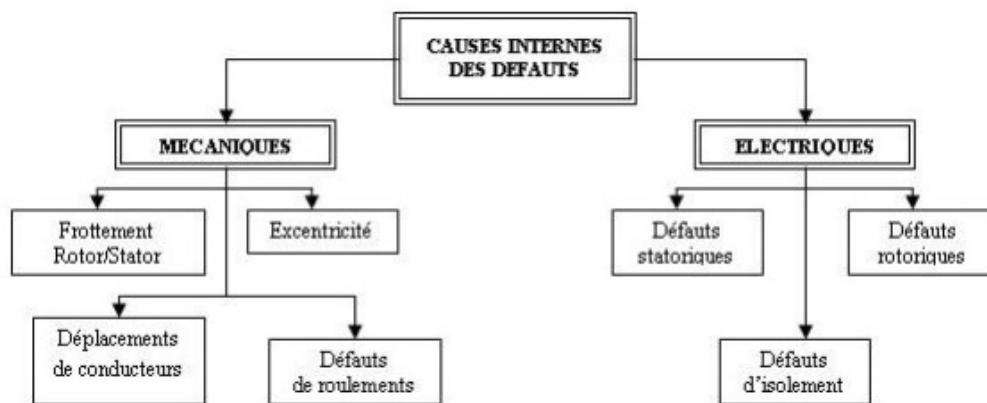 CAUSES INTERNES
DES DEFAUTS
MECANIQUES
ELECTRIQUES
Frottement
Rotor/Stator
Excentricité
Défauts
statoriques
Défauts
rotoriques
Déplacements
de conducteurs
Défauts
de roulements
Défauts
d'isolement